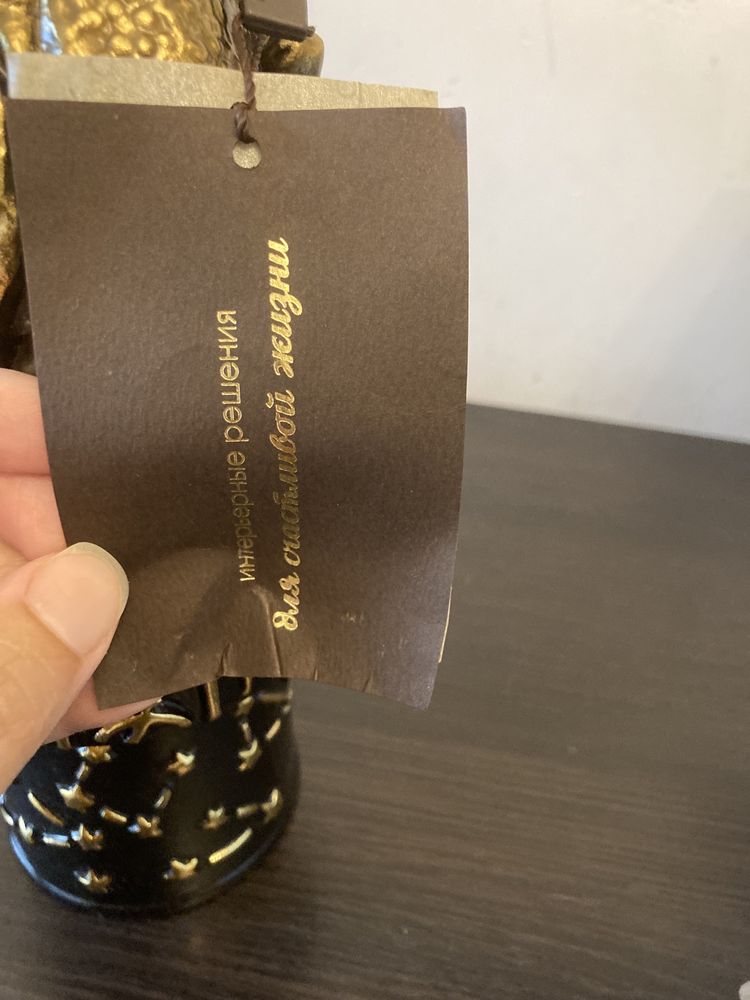 интерьерные решения
для счастливой жизни